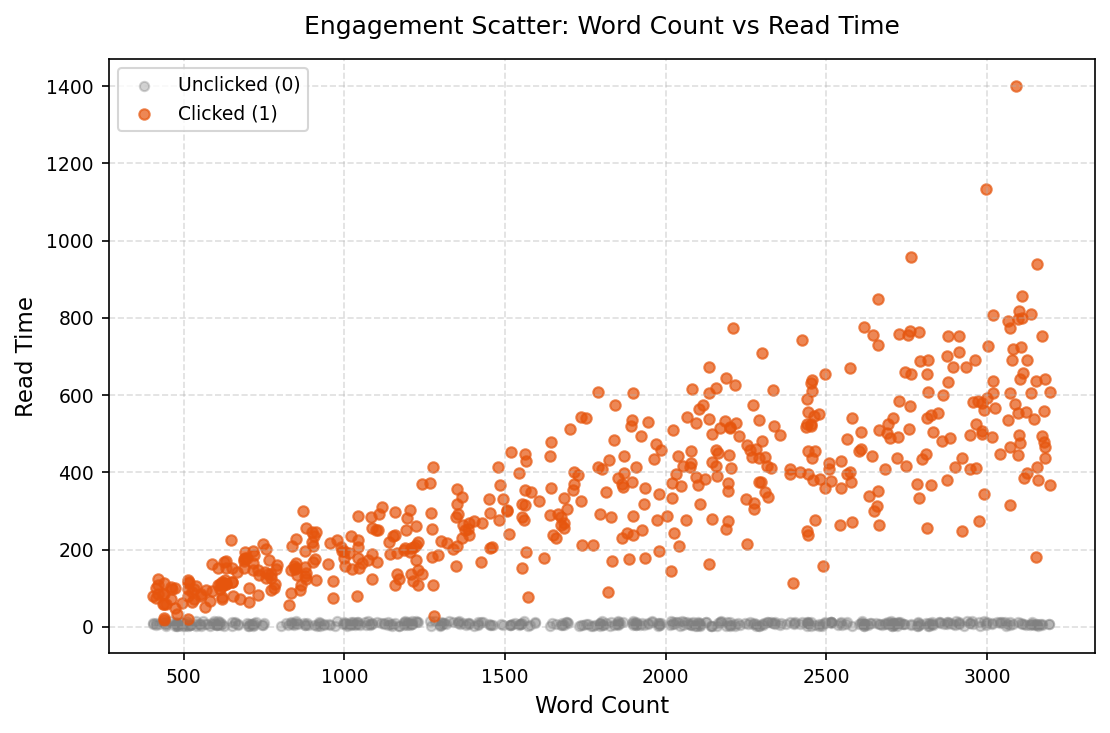 Engagement Scatter: Word Count vs Read Time
Unclicked (0)
Clicked (1)
Read Time
1400
1200
1000
800
600
400
200
0
500 1000 1500 2000 2500 3000
Word Count